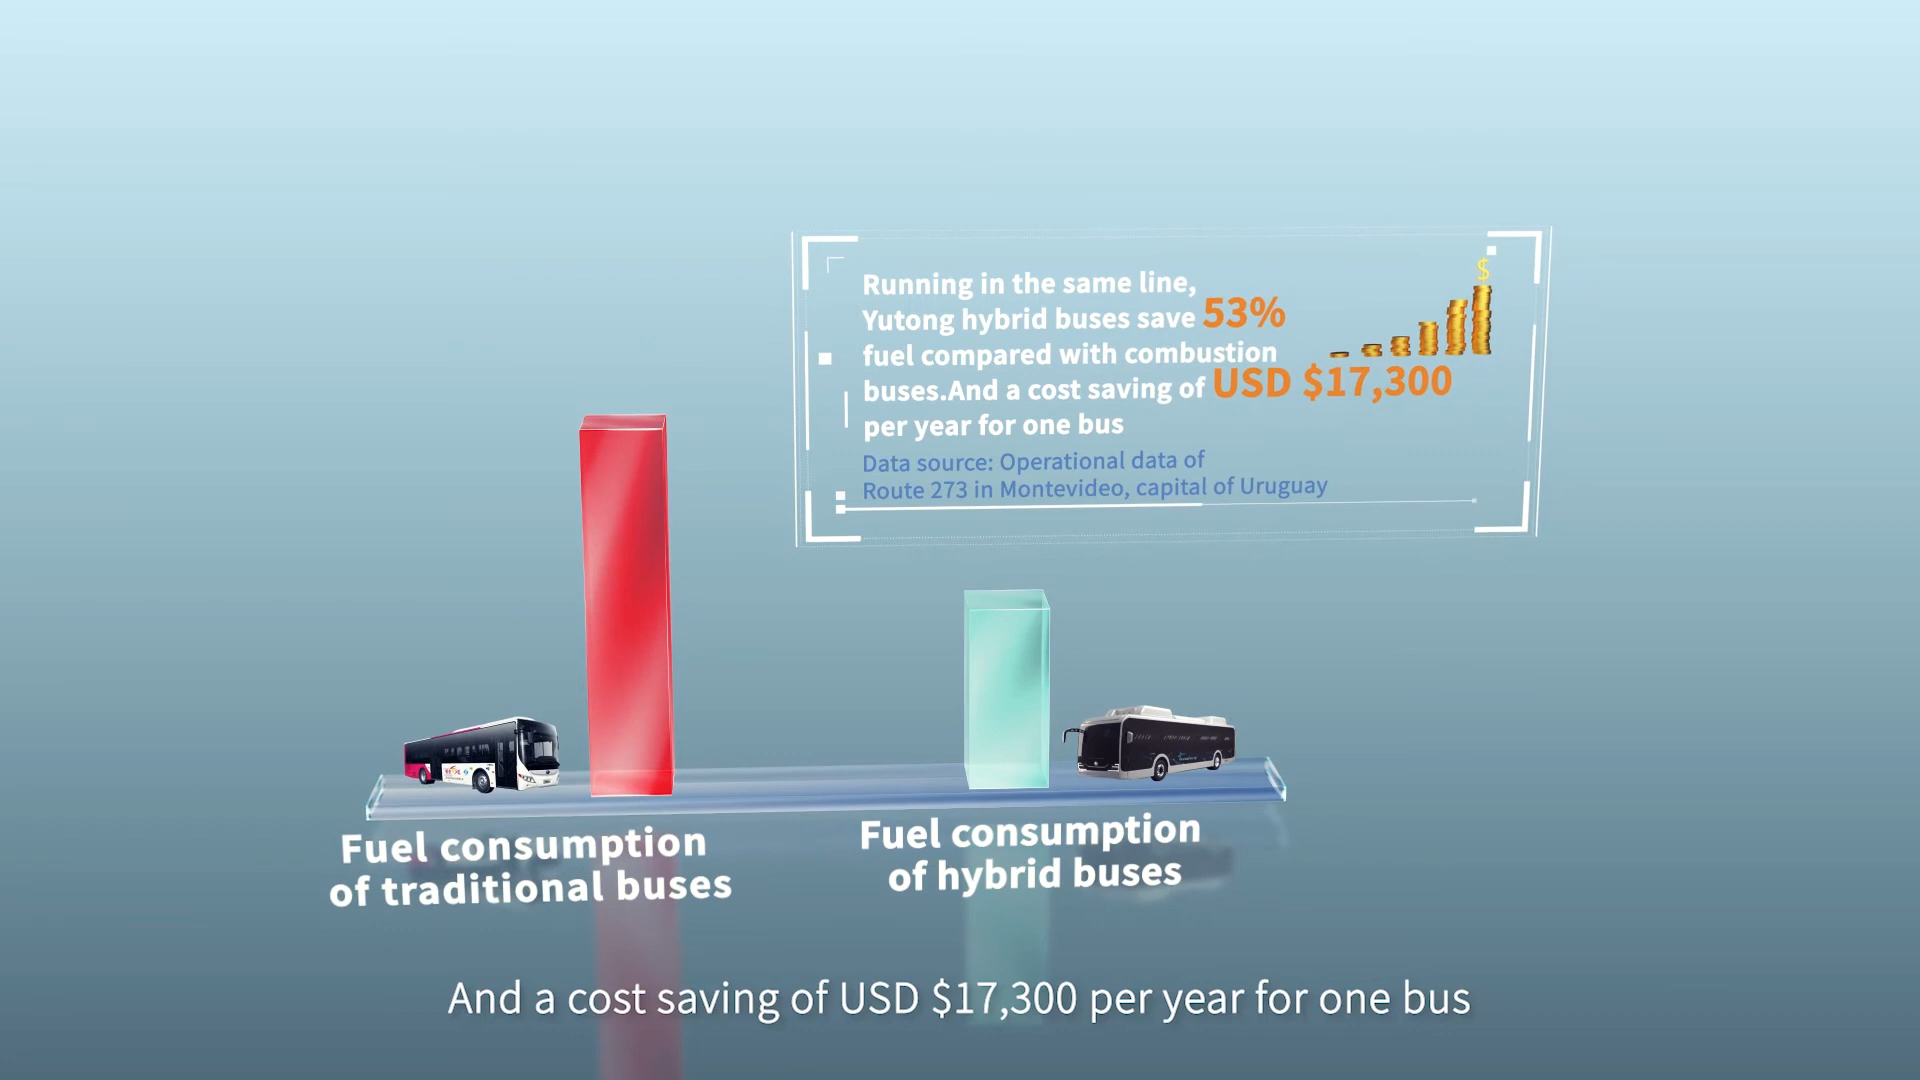 Running in the same line,
Yutong hybrid buses save 53%
fuel compared with combustion
buses.And a cost saving of USD $17,300
per year for one bus
Data source: Operational data of
Route 273 in Montevideo, capital of Uruguay
$
Fuel consumption
of traditional buses
Fuel consumption
of hybrid buses
And a cost saving of USD $17,300 per year for one bus